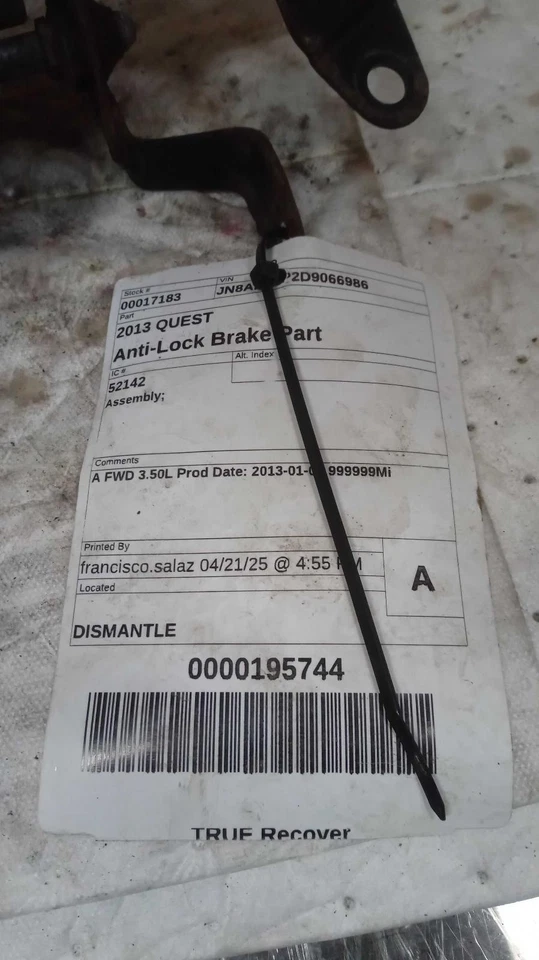 Stock # VIN
00017183 JN8A P2D9066986
Part
2013 QUEST
Anti-Lock Brake Part
IC # Alt. Index
52142
Assembly;
Comments
A FWD 3.50L Prod Date: 2013-01-0 999999Mi
Printed By
francisco.salaz 04/21/25 @ 4:55 M
A
Located
DISMANTLE
0000195744
TRUE Recover